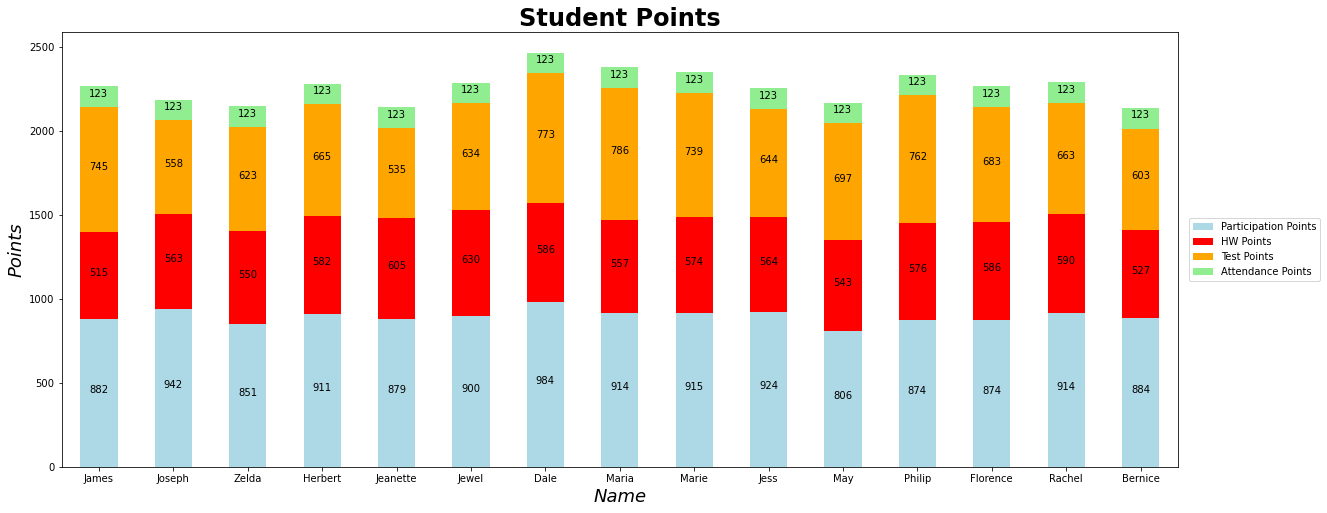 Student Points
Points
2500
2000
1500
1000
500
0
123 123 123 123 123 123 123 123 123 123 123 123 123 123 123
745 558 623 665 535 634 773 786 739 644 697 762 683 663 603
515 563 550 582 605 630 586 557 574 564 543 576 586 590 527
882 942 851 911 879 900 984 914 915 924 806 874 874 914 884
James Joseph Zelda Herbert Jeanette Jewel Dale Maria Marie Jess May Philip Florence Rachel Bernice
Name
Participation Points
HW Points
Test Points
Attendance Points